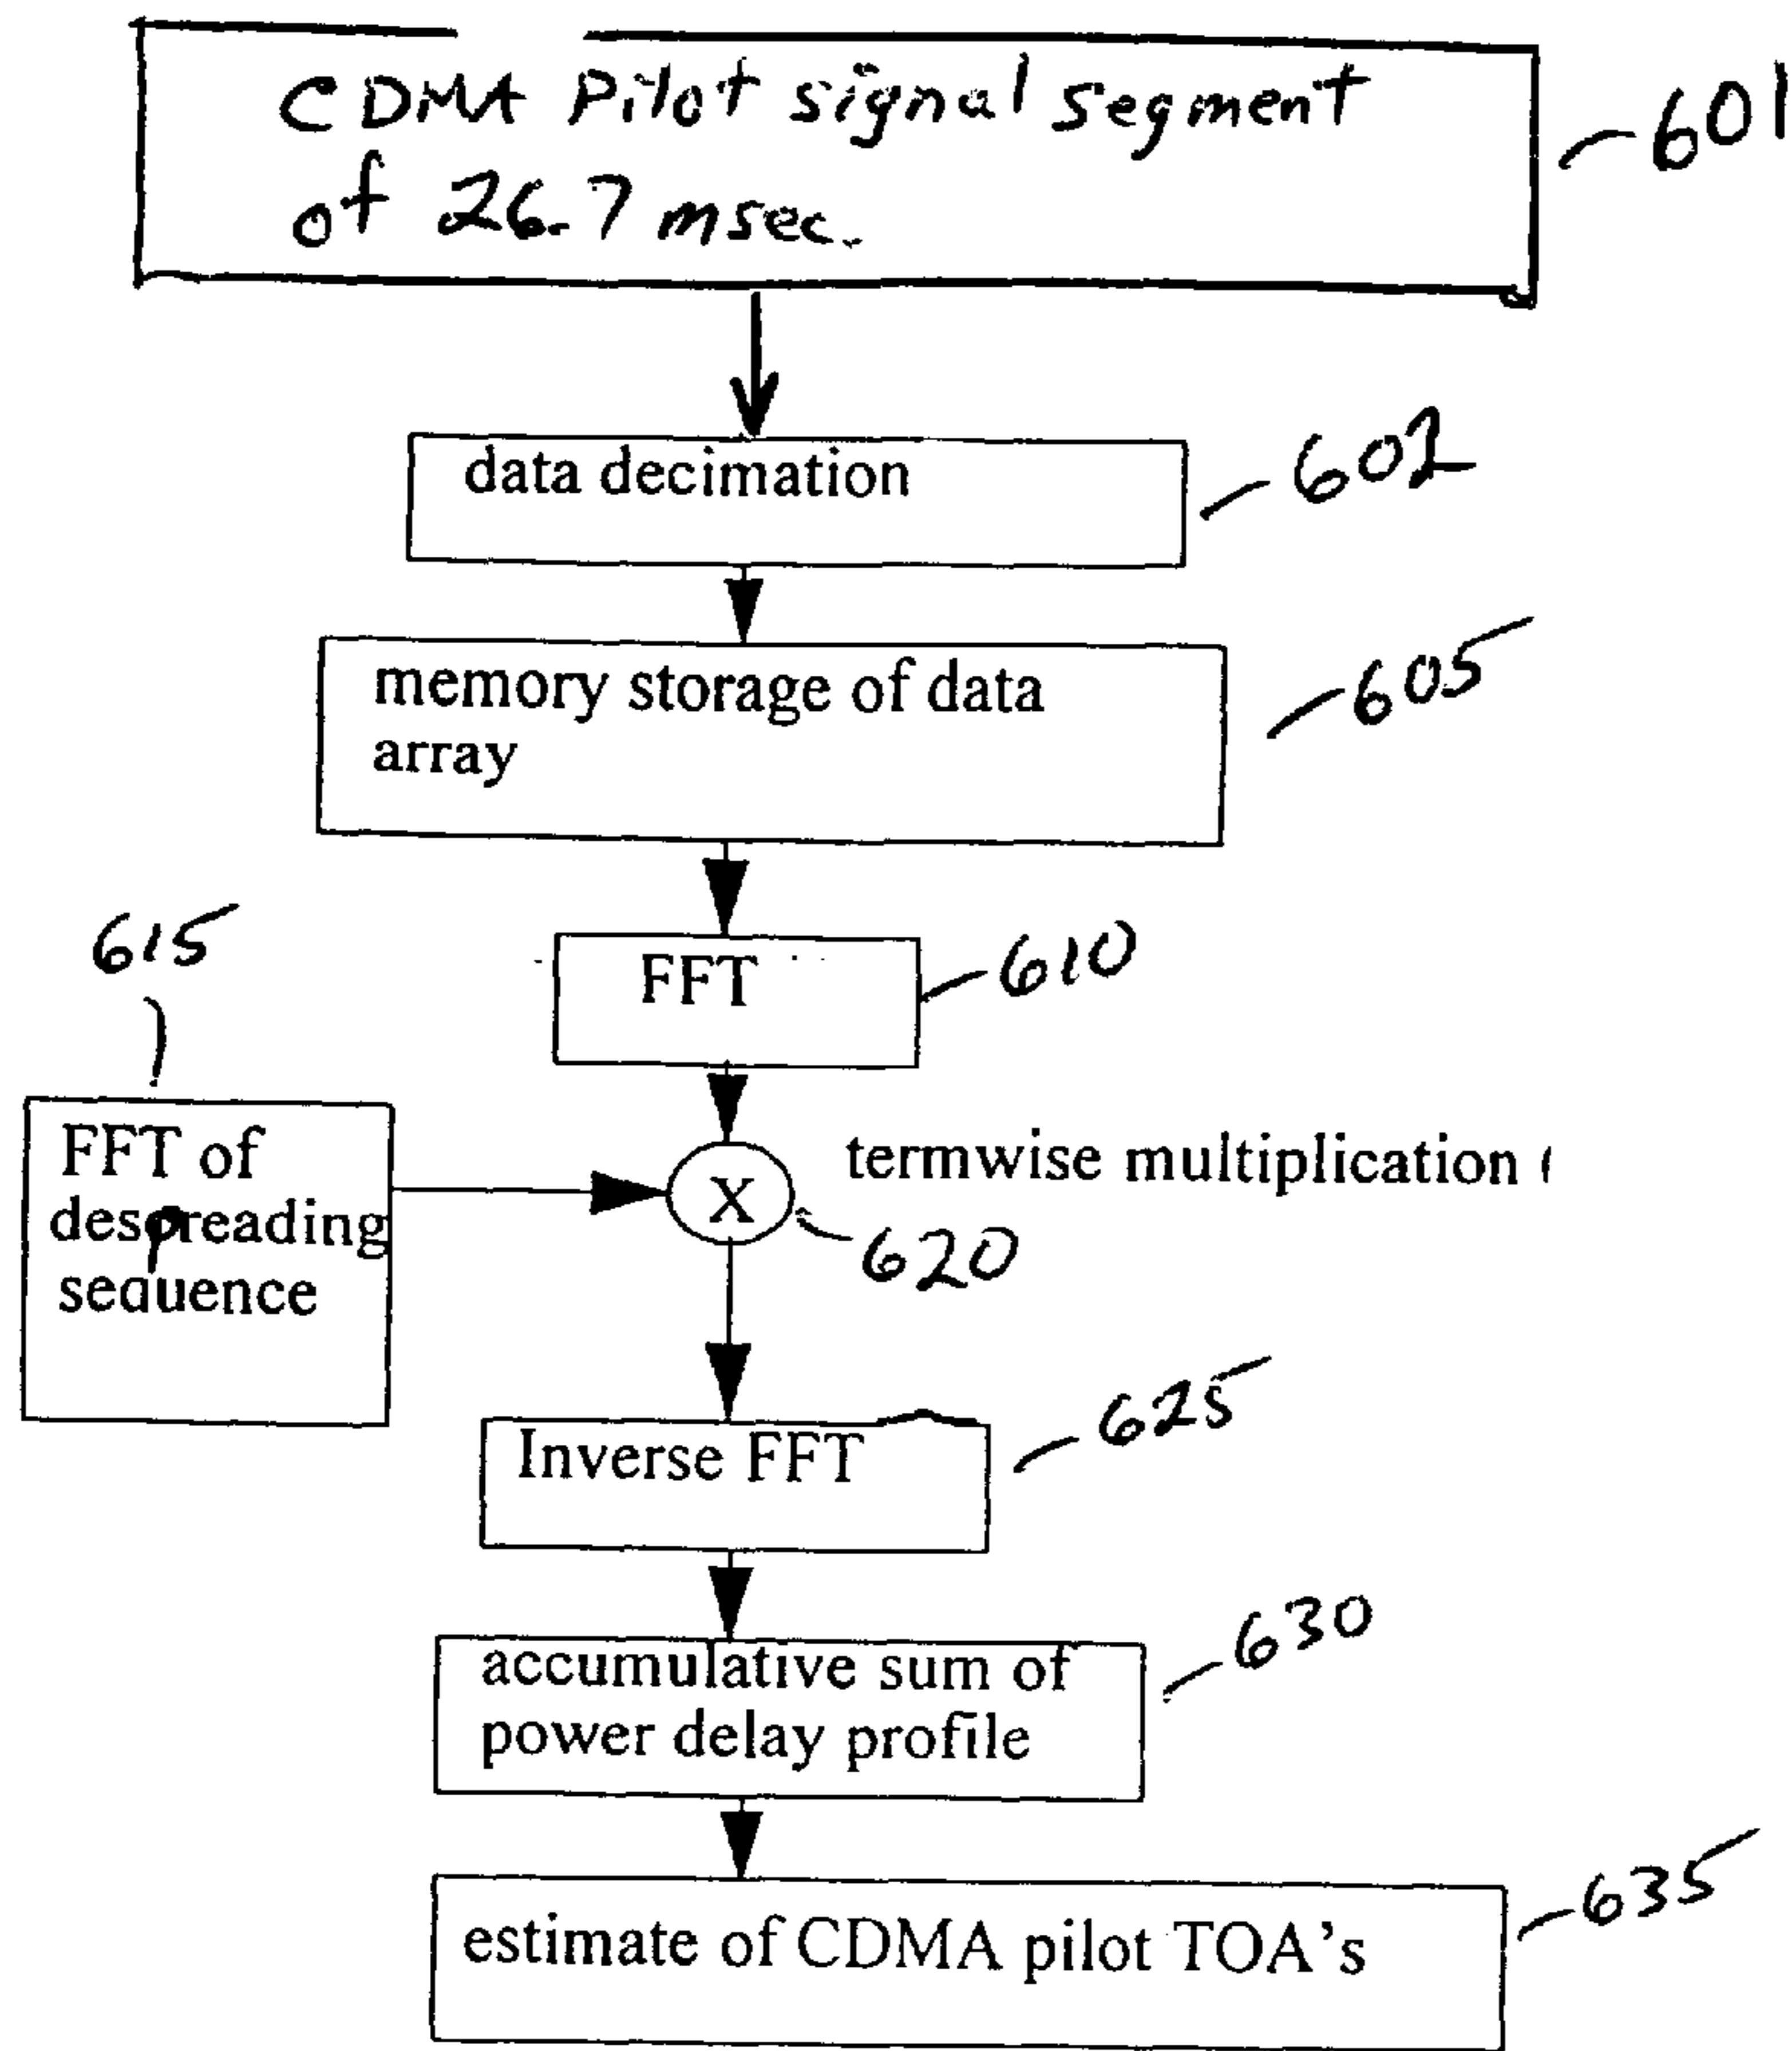 CDMA Pilot signal segment
of 26.7 msec.
601
data decimation
602
memory storage of data
array
605
FFT
610
615
FFT of
despreading
sequence
X
termwise multiplication (
620
Inverse FFT
625
accumulative sum of
power delay profile
630
estimate of CDMA pilot TOA's
635